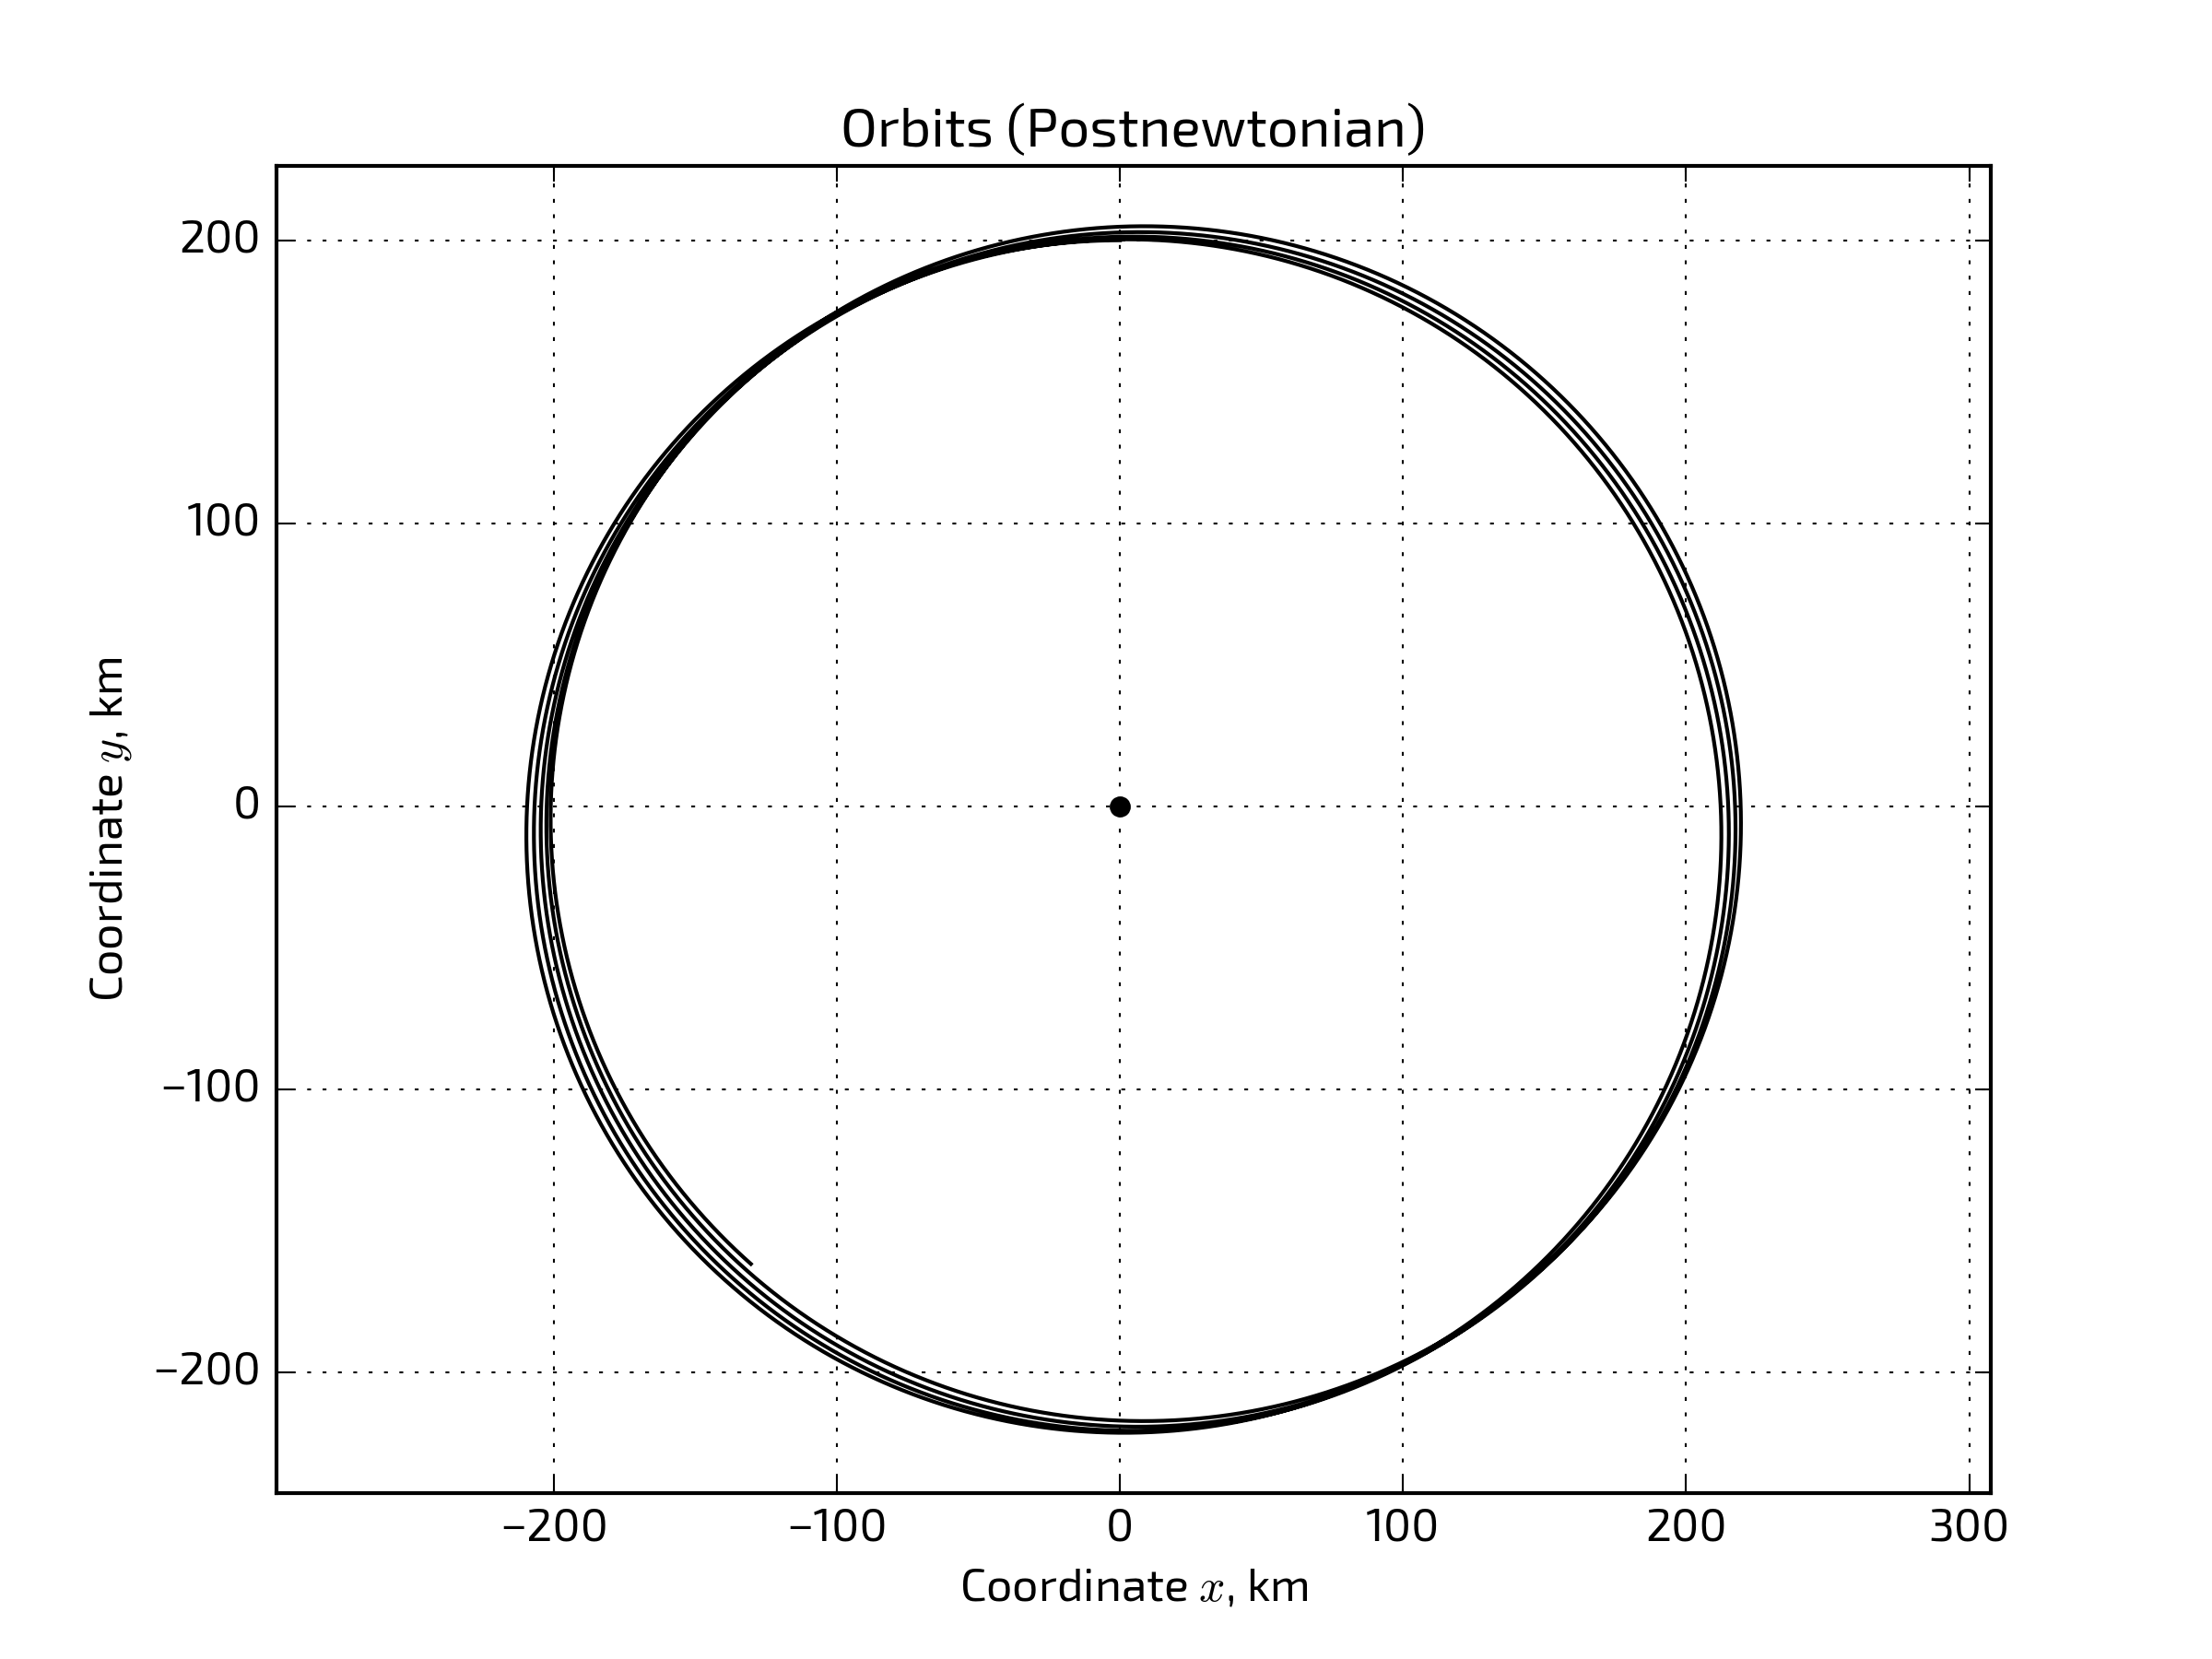 Orbits (Postnewtonian)
200
100
0
−100
−200
Coordinate y, km
−200 −100 0 100 200 300
Coordinate x, km